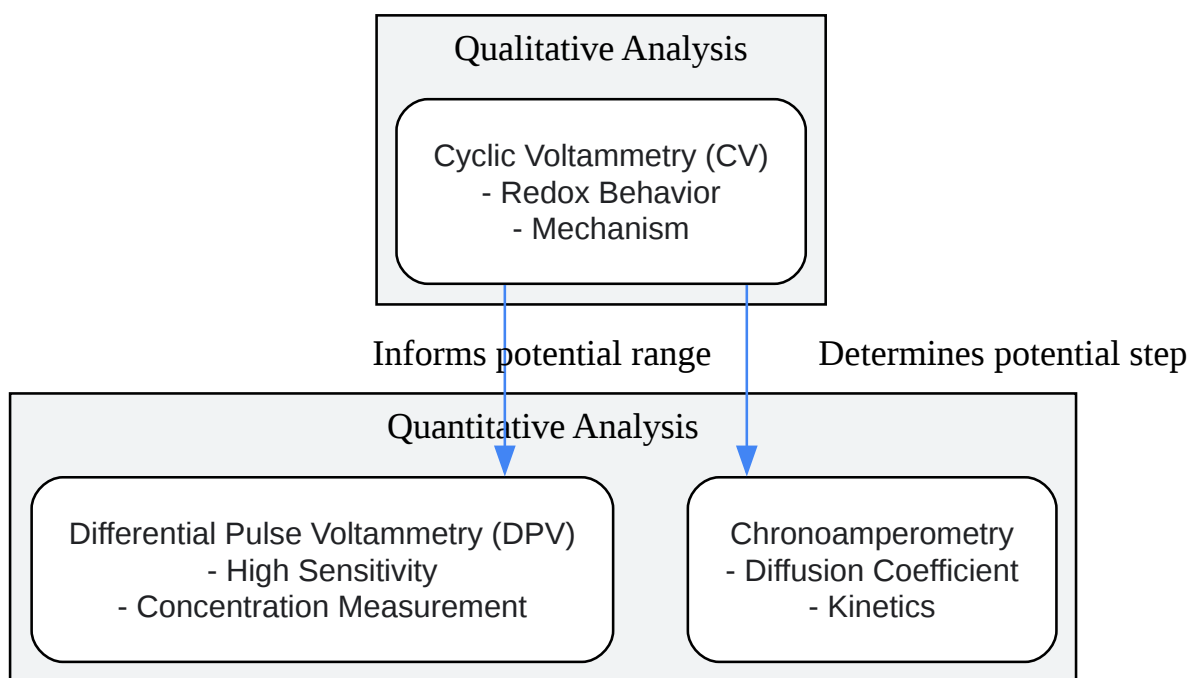 Qualitative Analysis
Cyclic Voltammetry (CV)
- Redox Behavior
- Mechanism
Informs potential range
Determines potential step
Quantitative Analysis
Differential Pulse Voltammetry (DPV)
- High Sensitivity
- Concentration Measurement
Chronoamperometry
- Diffusion Coefficient
- Kinetics